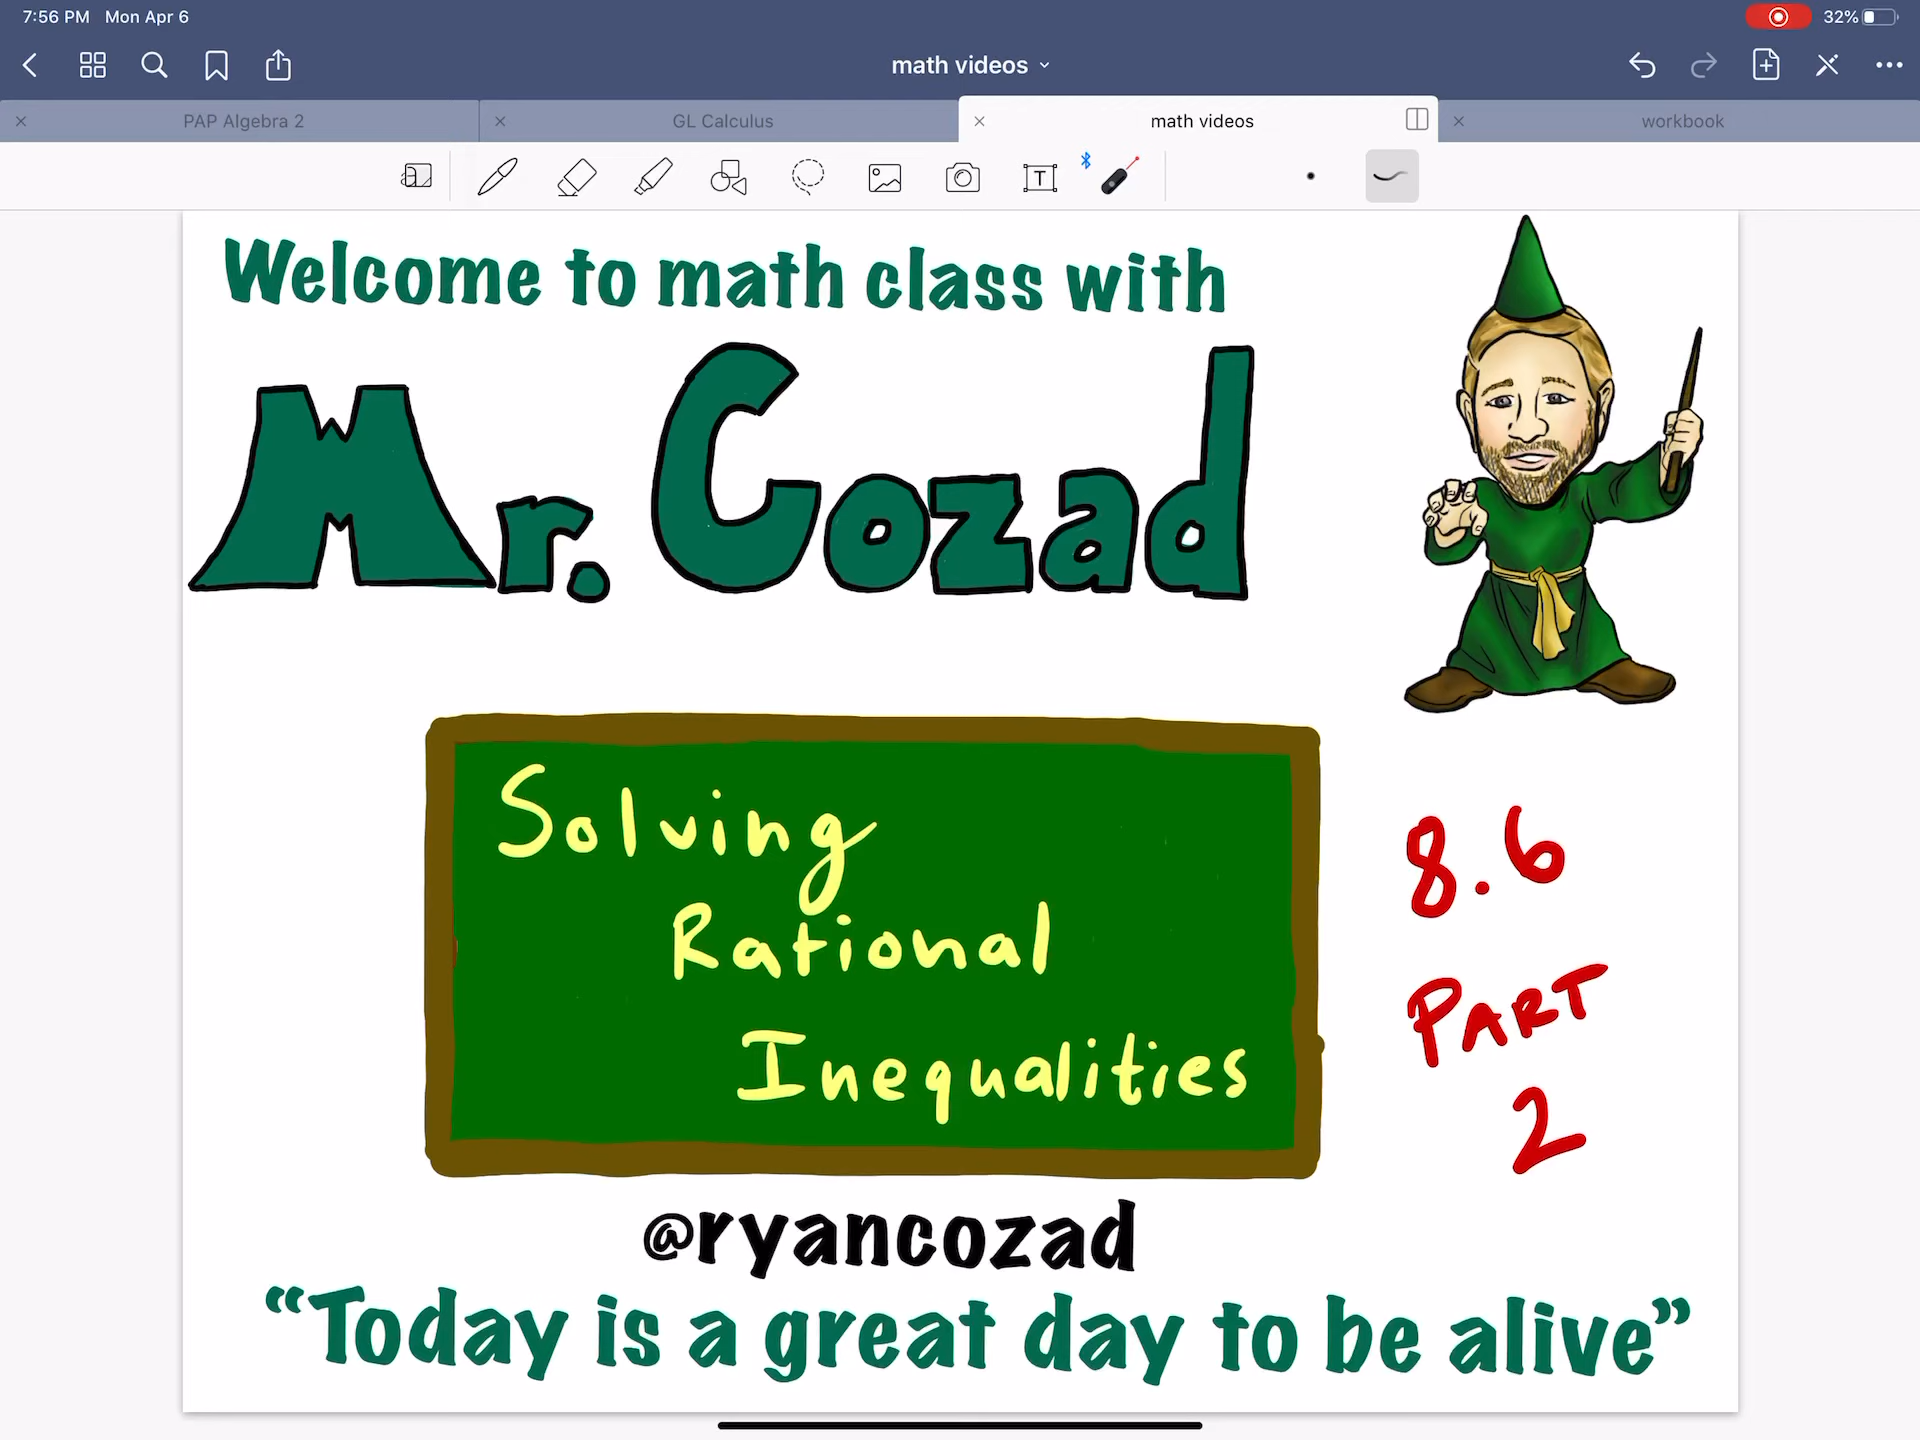 7:56 PM Mon Apr 6
32%
math videos
PAP Algebra 2
GL Calculus
math videos
workbook
T
Welcome to math class with
Mr. Cozad
Solving
Rational
Inequalities
8.6
PART
2
@ryancozad
“Today is a great day to be alive”